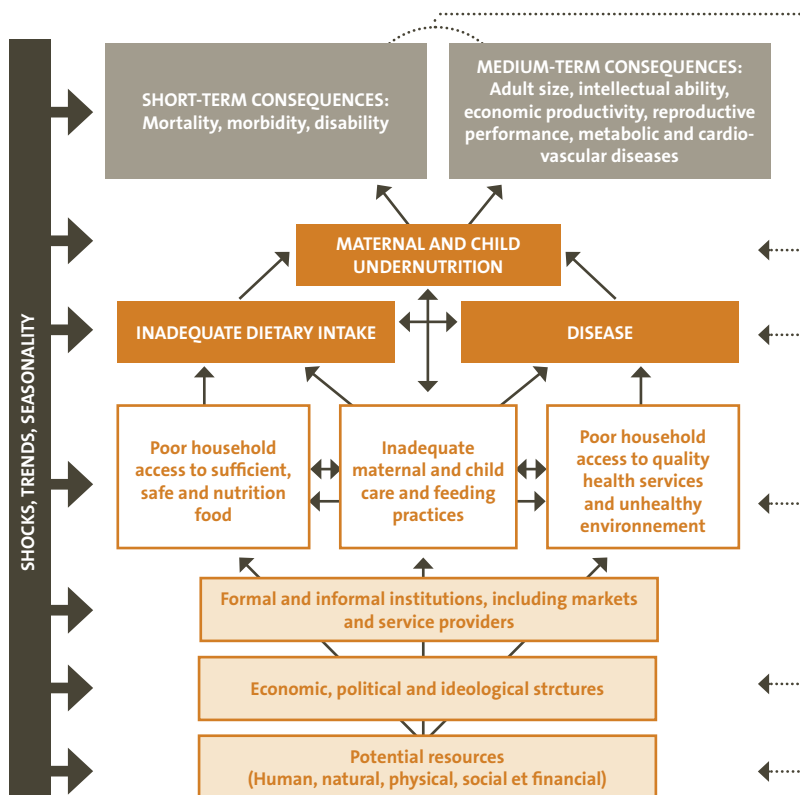 SHOCKS, TRENDS, SEASONALITY
SHORT-TERM CONSEQUENCES:
Mortality, morbidity, disability
MEDIUM-TERM CONSEQUENCES:
Adult size, intellectual ability,
economic productivity, reproductive
performance, metabolic and cardio-
vascular diseases
MATERNAL AND CHILD
UNDERNUTRITION
INADEQUATE DIETARY INTAKE
DISEASE
Poor household
access to sufficient,
safe and nutrition
food
Inadequate
maternal and child
care and feeding
practices
Poor household
access to quality
health services
and unhealthy
environnement
Formal and informal institutions, including markets
and service providers
Economic, political and ideological strctures
Potential resources
(Human, natural, physical, social et financial)